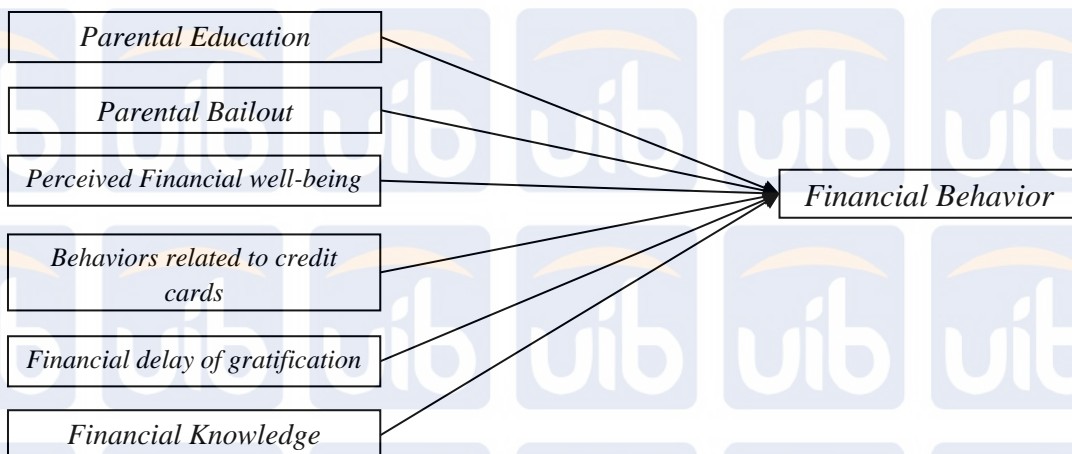 Parental Education
Parental Bailout
Perceived Financial well-being
Behaviors related to credit
cards
Financial delay of gratification
Financial Knowledge
Financial Behavior
uib